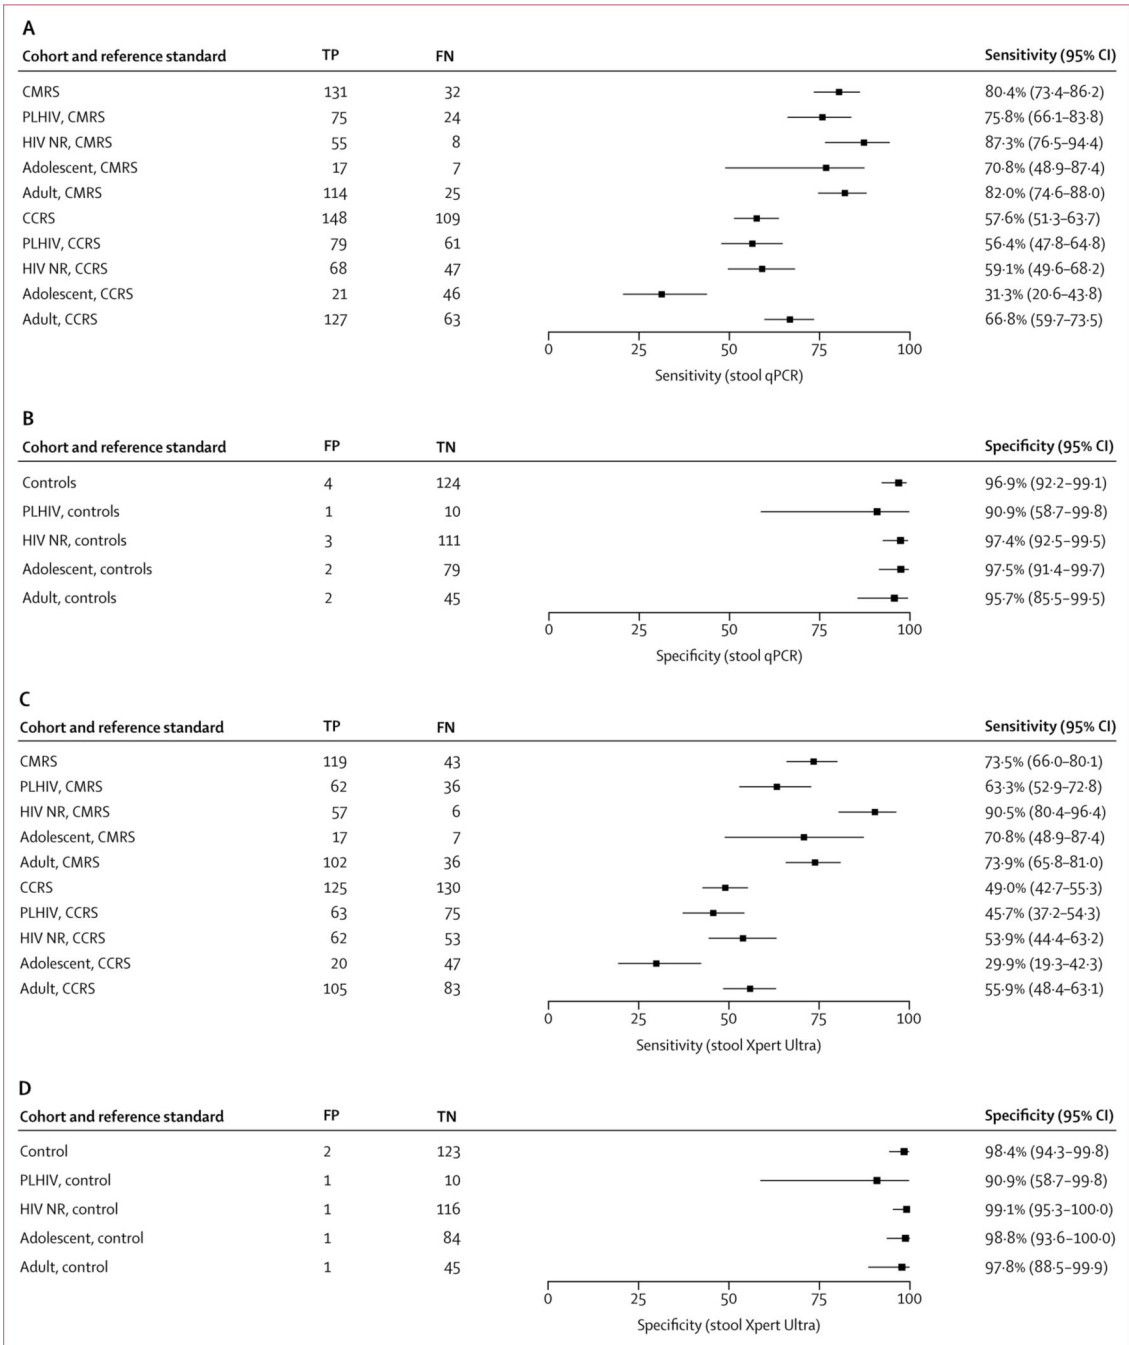 A
Cohort and reference standard TP FN Sensitivity (95% CI)
CMRS 131 32 80·4% (73·4–86·2)
PLHIV, CMRS 75 24 75·8% (66·1–83·8)
HIV NR, CMRS 55 8 87·3% (76·5–94·4)
Adolescent, CMRS 17 7 70·8% (48·9–87·4)
Adult, CMRS 114 25 82·0% (74·6–88·0)
CCRS 148 109 57·6% (51·3–63·7)
PLHIV, CCRS 79 61 56·4% (47·8–64·8)
HIV NR, CCRS 68 47 59·1% (49·6–68·2)
Adolescent, CCRS 21 46 31·3% (20·6–43·8)
Adult, CCRS 127 63 66·8% (59·7–73·5)
0 25 50 75 100
Sensitivity (stool qPCR)
B
Cohort and reference standard FP TN Specificity (95% CI)
Controls 4 124 96·9% (92·2–99·1)
PLHIV, controls 1 10 90·9% (58·7–99·8)
HIV NR, controls 3 111 97·4% (92·5–99·5)
Adolescent, controls 2 79 97·5% (91·4–99·7)
Adult, controls 2 45 95·7% (85·5–99·5)
0 25 50 75 100
Specificity (stool qPCR)
C
Cohort and reference standard TP FN Sensitivity (95% CI)
CMRS 119 43 73·5% (66·0–80·1)
PLHIV, CMRS 62 36 63·3% (52·9–72·8)
HIV NR, CMRS 57 6 90·5% (80·4–96·4)
Adolescent, CMRS 17 7 70·8% (48·9–87·4)
Adult, CMRS 102 36 73·9% (65·8–81·0)
CCRS 125 130 49·0% (42·7–55·3)
PLHIV, CCRS 63 75 45·7% (37·2–54·3)
HIV NR, CCRS 62 53 53·9% (44·4–63·2)
Adolescent, CCRS 20 47 29·9% (19·3–42·3)
Adult, CCRS 105 83 55·9% (48·4–63·1)
0 25 50 75 100
Sensitivity (stool Xpert Ultra)
D
Cohort and reference standard FP TN Specificity (95% CI)
Control 2 123 98·4% (94·3–99·8)
PLHIV, control 1 10 90·9% (58·7–99·8)
HIV NR, control 1 116 99·1% (95·3–100·0)
Adolescent, control 1 84 98·8% (93·6–100·0)
Adult, control 1 45 97·8% (88·5–99·9)
0 25 50 75 100
Specificity (stool Xpert Ultra)